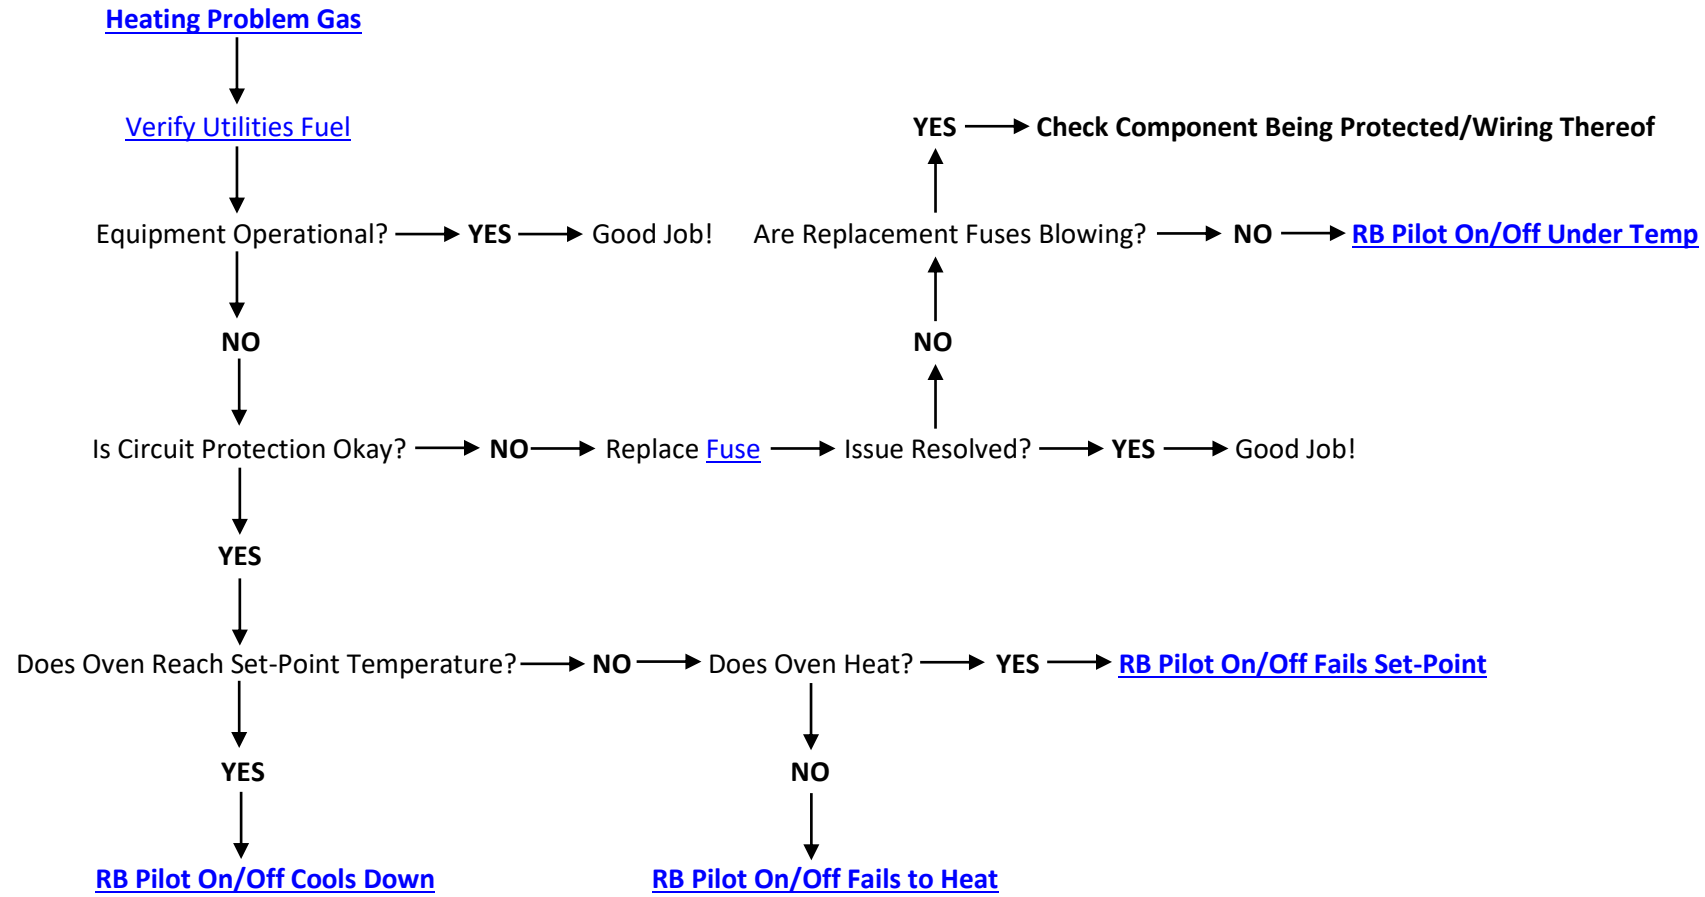 Heating Problem Gas
Verify Utilities Fuel
YES Check Component Being Protected/Wiring Thereof
Equipment Operational? YES Good Job! Are Replacement Fuses Blowing? NO RB Pilot On/Off Under Temp
NO NO
Is Circuit Protection Okay? NO Replace Fuse Issue Resolved? YES Good Job!
YES
Does Oven Reach Set-Point Temperature? NO Does Oven Heat? YES RB Pilot On/Off Fails Set-Point
YES NO
RB Pilot On/Off Cools Down RB Pilot On/Off Fails to Heat